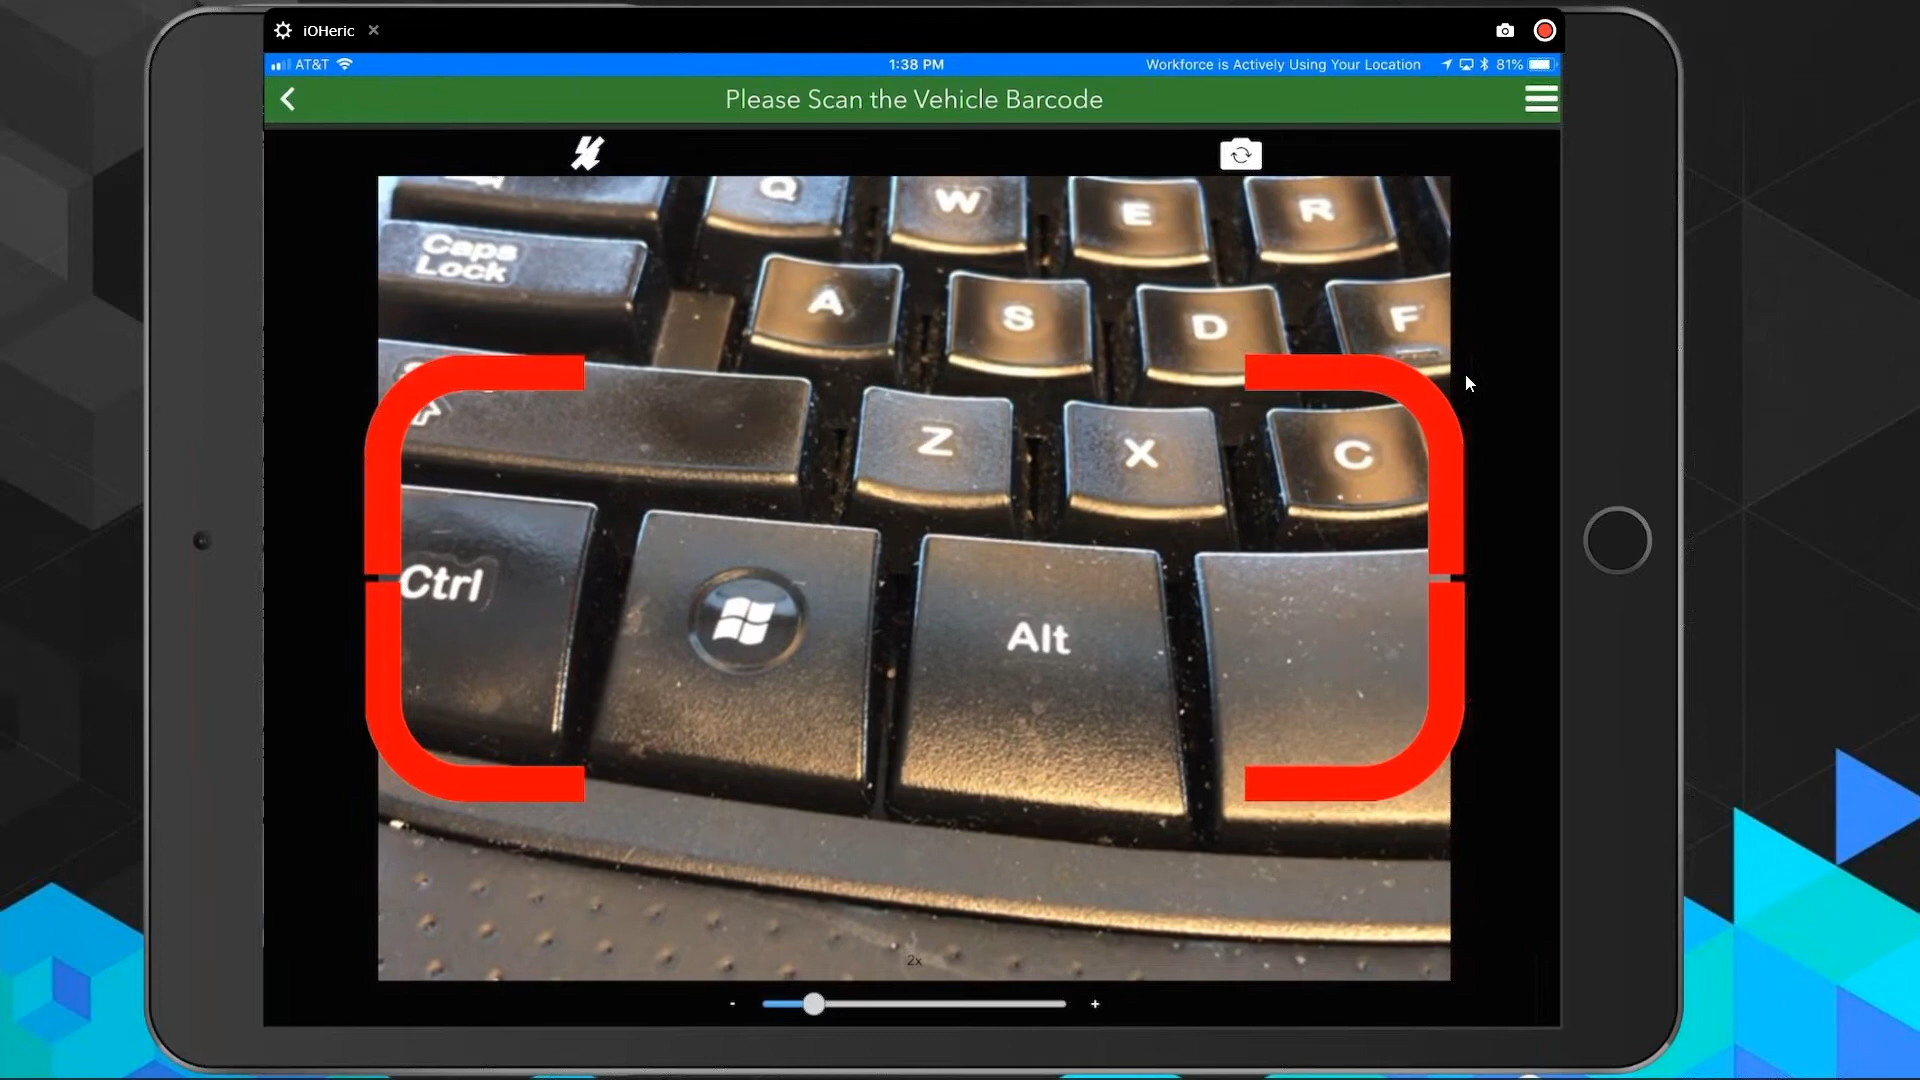 iOHeric
AT&T
1:38 PM
Workforce is Actively Using Your Location
81%
Please Scan the Vehicle Barcode
Q W E R
Caps
Lock
A S D F
Z X C
Ctrl
Alt
2x
- +